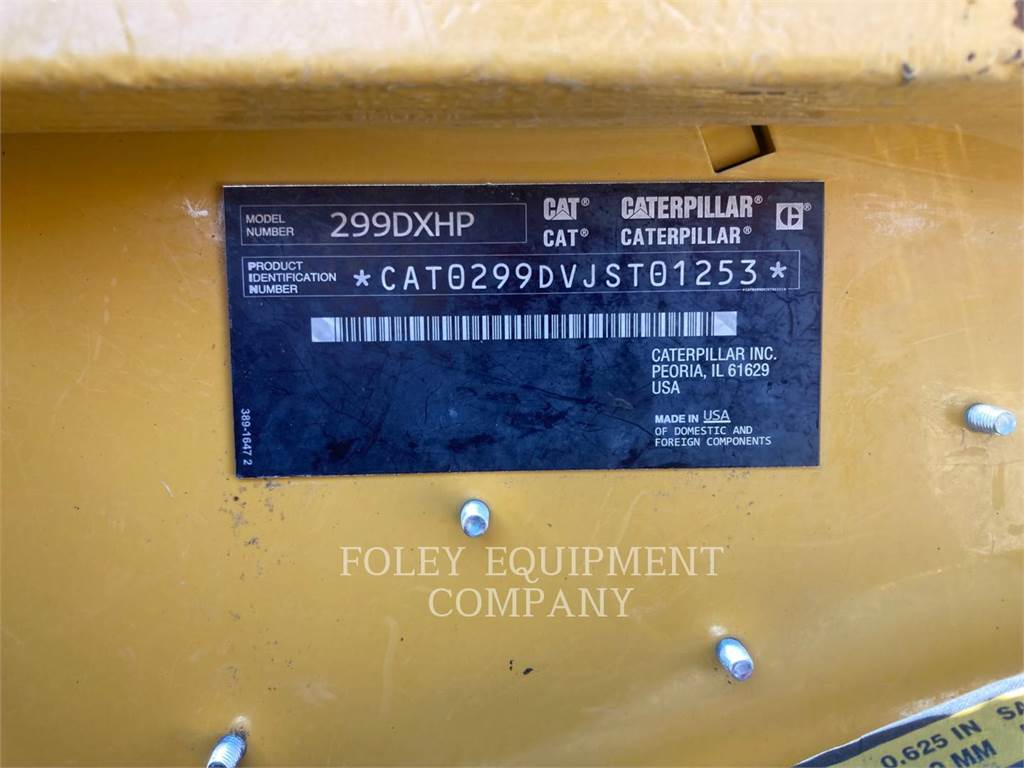 MODEL
NUMBER
299DXHP
CAT®
CAT®
CATERPILLAR®
CATERPILLAR®
PRODUCT
IDENTIFICATION
NUMBER
*CAT0299DVJST01253*
CATERPILLAR INC.
PEORIA, IL 61629
USA
MADE IN USA
OF DOMESTIC AND
FOREIGN COMPONENTS
389-1647 2
FOLEY EQUIPMENT
COMPANY
0.625 IN
MM